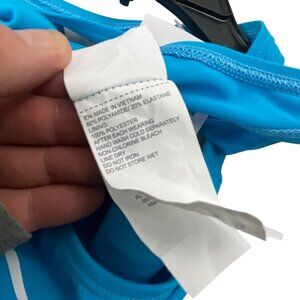 EN- MADE IN VIETNAM
80% POLYAMIDE/ 20% ELASTANE
LINING:
100% POLYESTER
AFTER EACH WEARING
HAND WASH COLD SEPARATELY
NON-CHLORINE BLEACH
LINE DRY
DO NOT IRON
DO NOT STORE WET